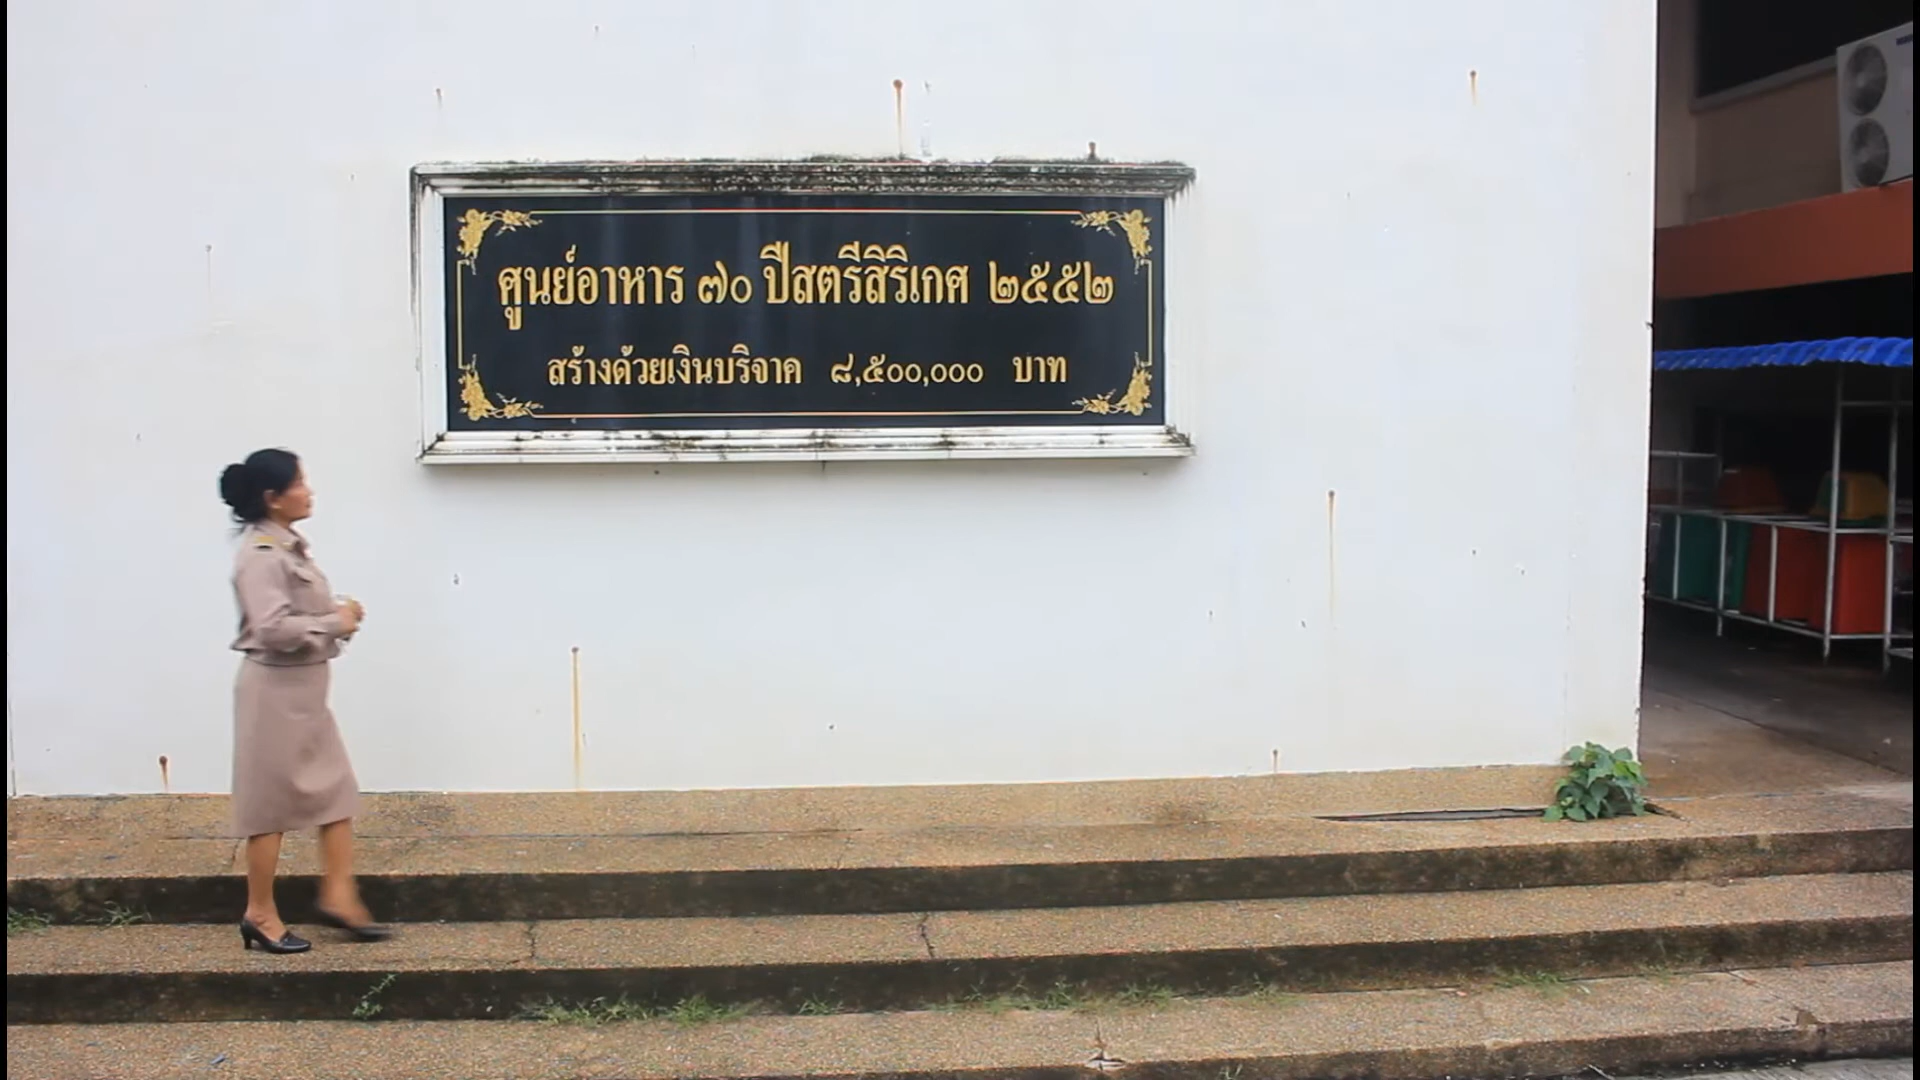 ศูนย์อาหาร ๗๐ ปีสตรีสิริเกศ ๒๕๕๒
สร้างด้วยเงินบริจาค ๘,๕๐๐,๐๐๐ บาท